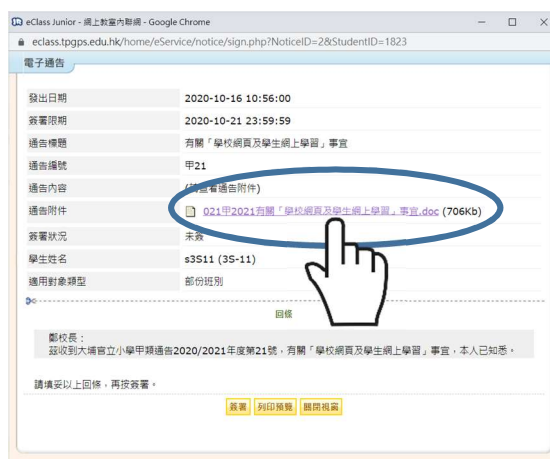 eClass Junior - 網上教室內聯網 - Google Chrome
eclass.tpgps.edu.hk/home/eService/notice/sign.php?NoticeID=2&StudentID=1823
電子通告
發出日期 2020-10-16 10:56:00
簽署限期 2020-10-21 23:59:59
通告標題 有關「學校網頁及學生網上學習」事宜
通告編號 甲21
通告內容 (請查看通告附件)
通告附件 021甲2021有關「學校網頁及學生網上學習」事宜.doc (706Kb)
簽署狀況 未簽
學生姓名 s3S11 (3S-11)
適用對象類型 部份班別
回條
鄭校長：
茲收到大埔官立小學甲類通告2020/2021年度第21號，有關「學校網頁及學生網上學習」事宜，本人已知悉。
請填妥以上回條，再按簽署。
簽署 列印預覽 關閉視窗